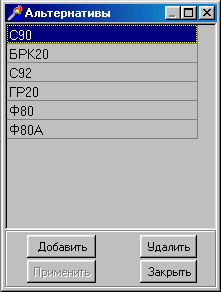 Альтернативы
С90
БРК20
С92
ГР20
Ф80
Ф80А
Добавить
Удалить
Применить
Закрыть